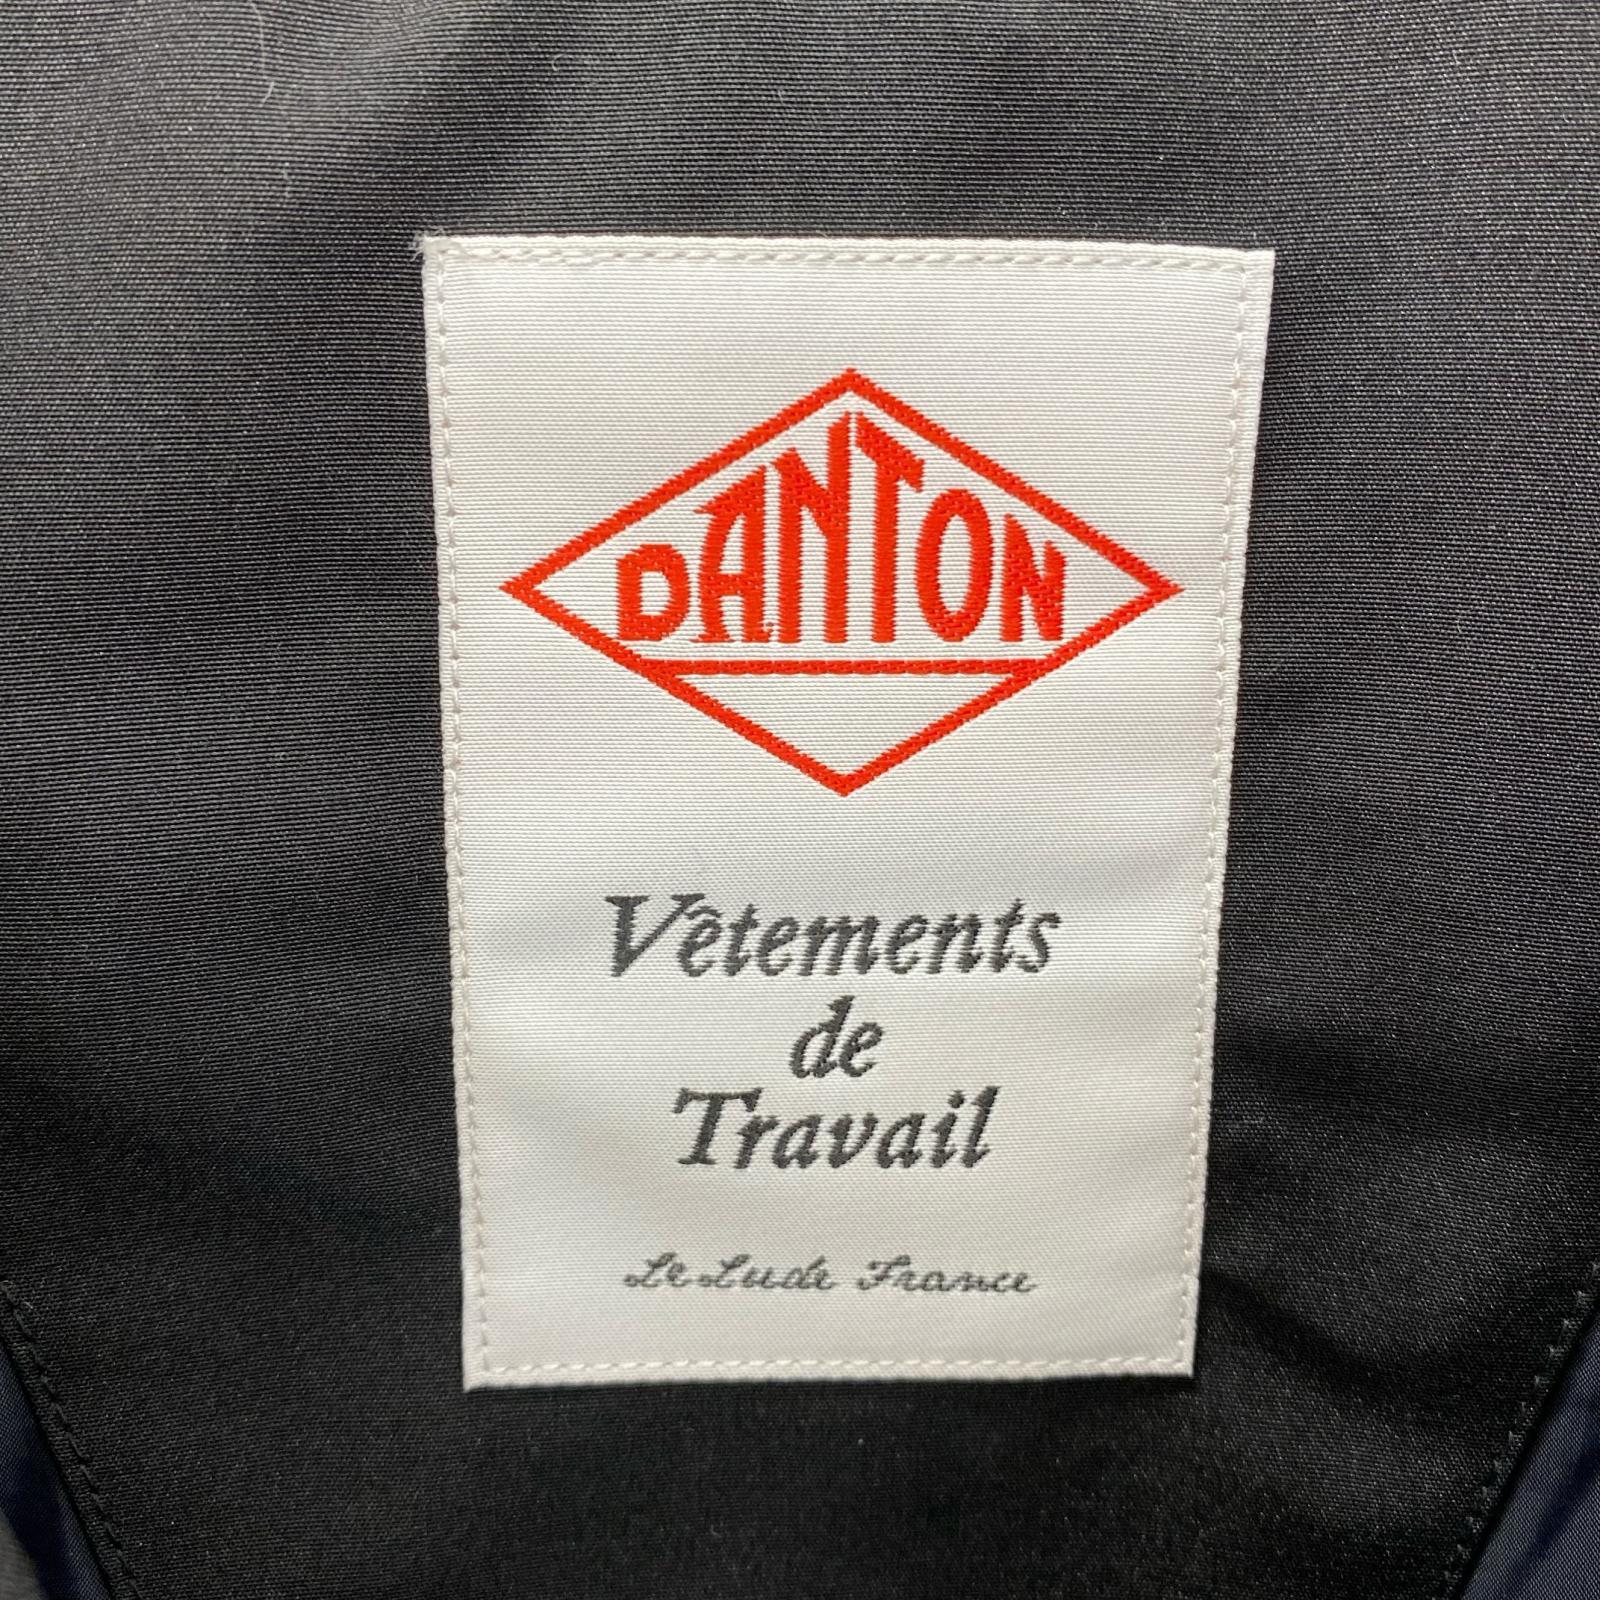 DANTON
Vêtements
de
Travail
Le Lude France